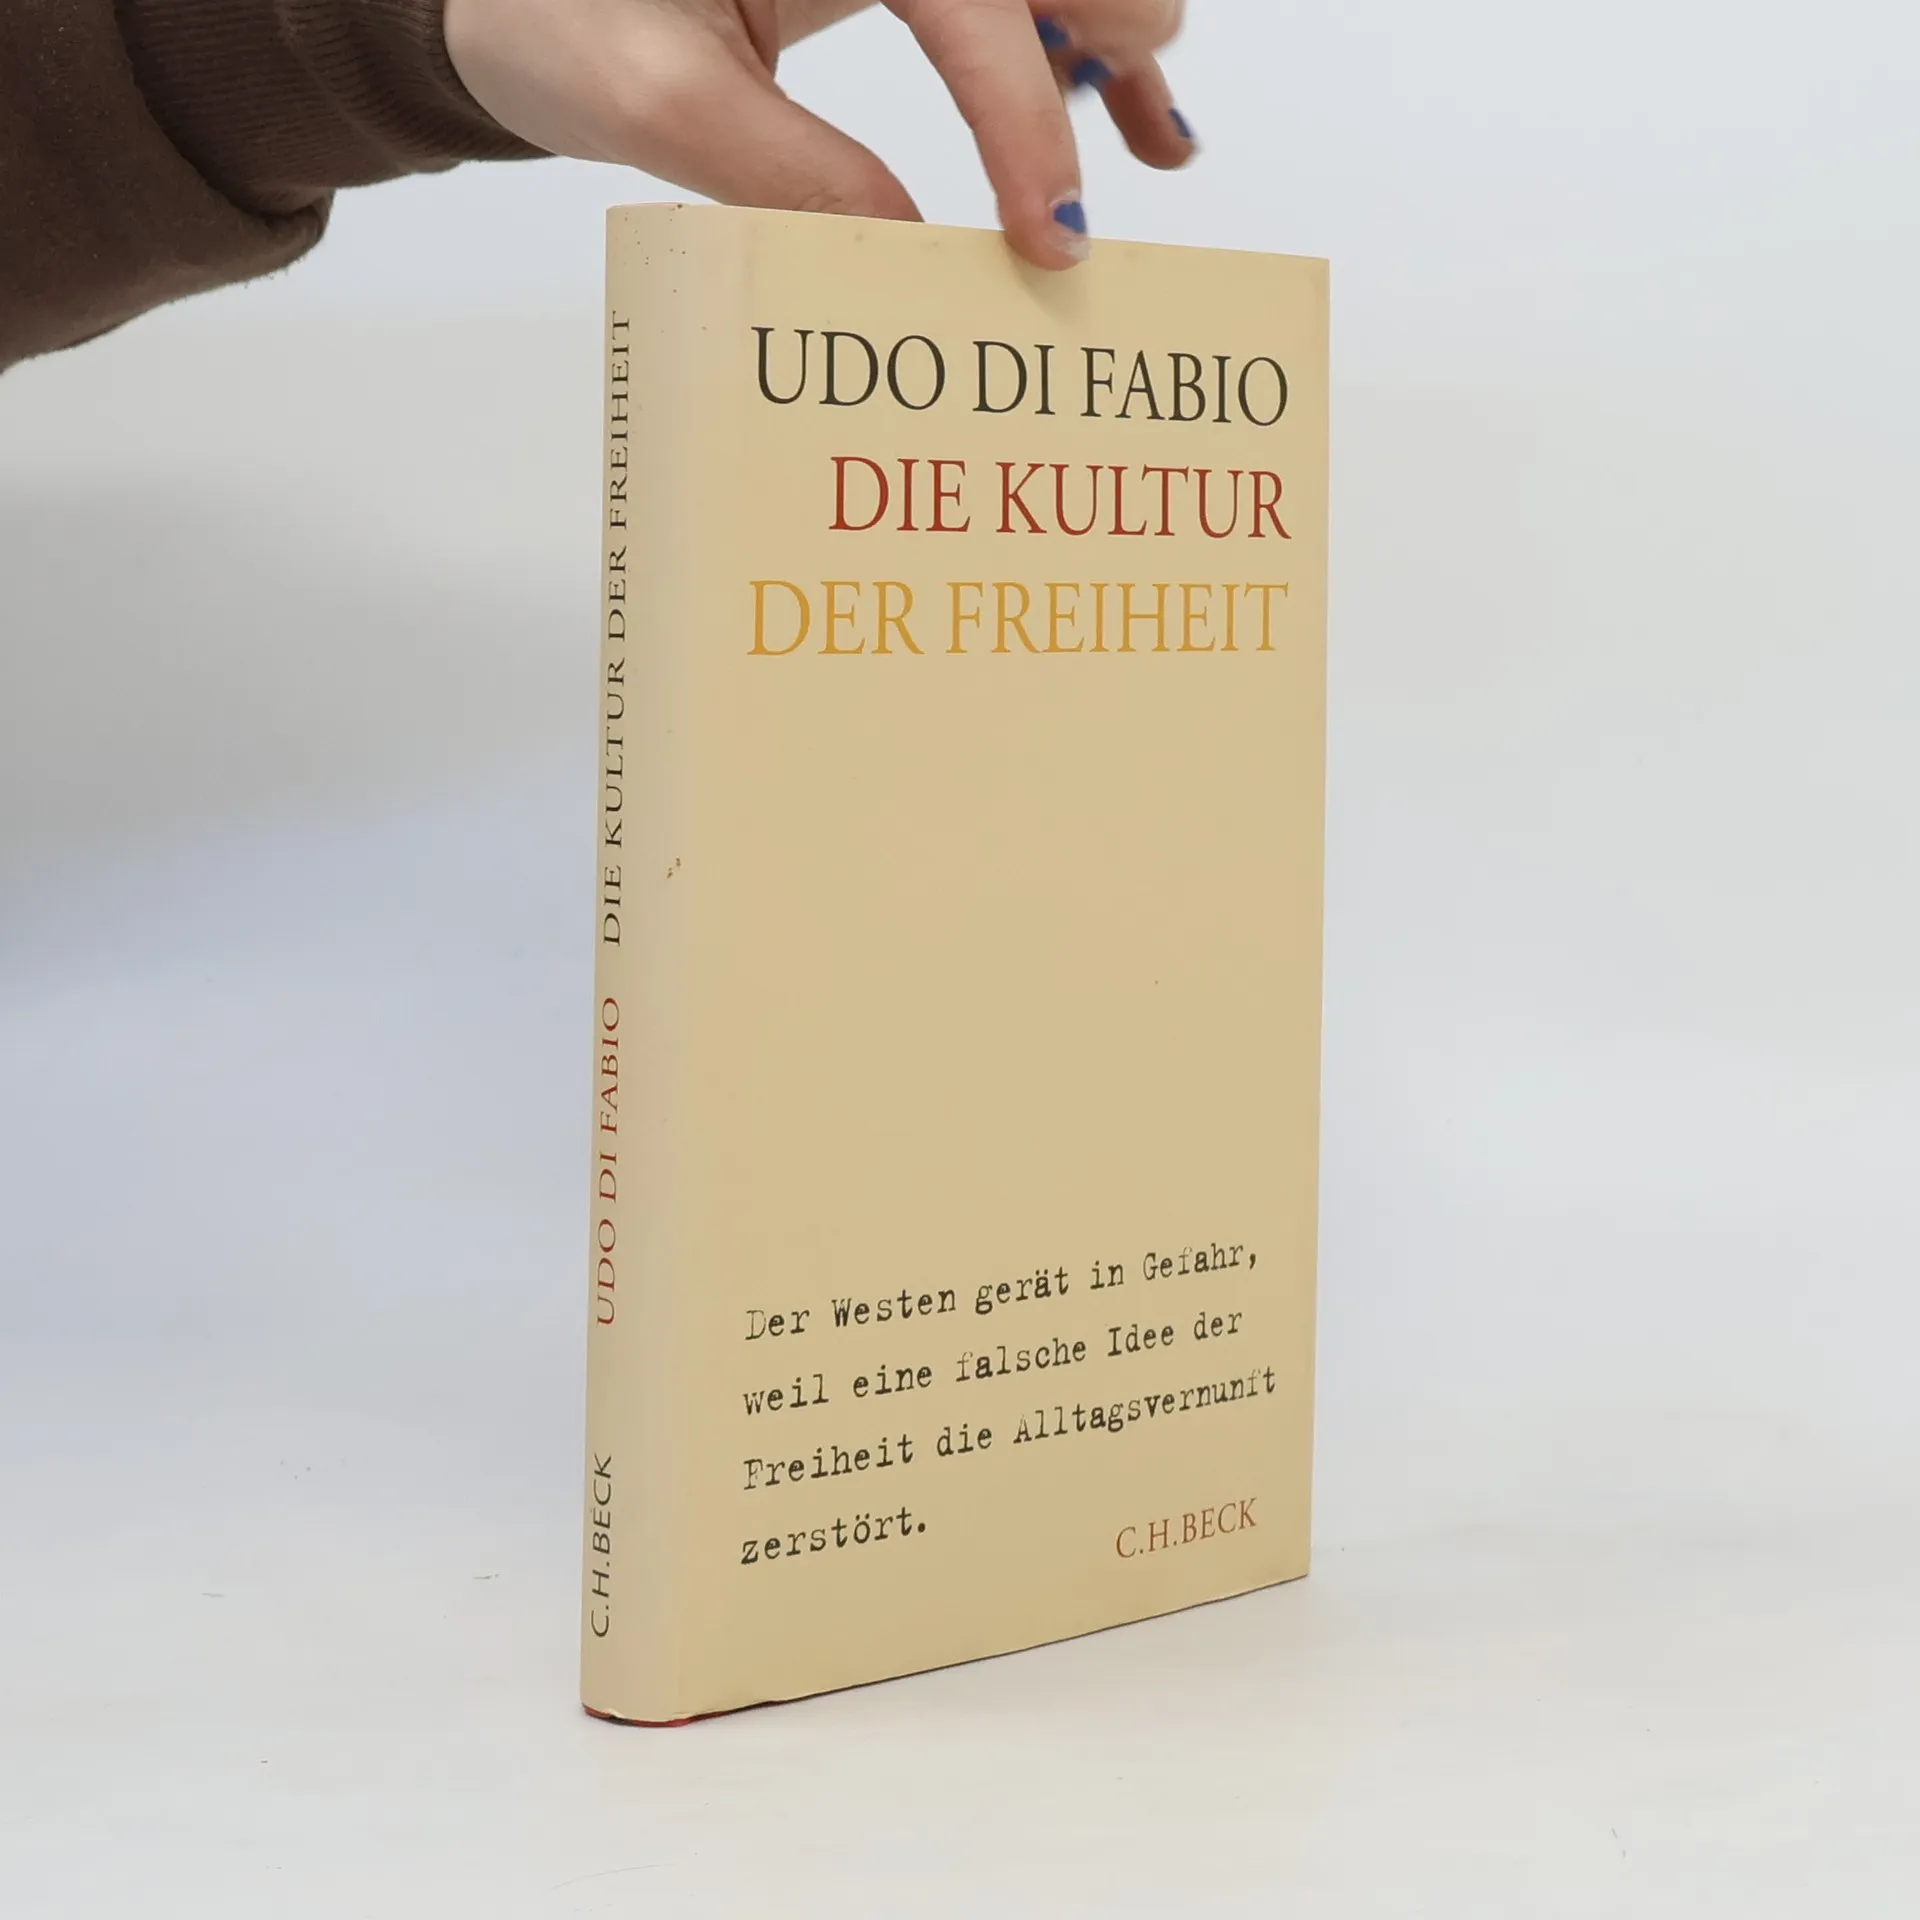 UDO DI FABIO
DIE KULTUR
DER FREIHEIT
Der Westen gerät in Gefahr,
weil eine falsche Idee der
Freiheit die Alltagsvernunft
zerstört.
C.H.BECK
UDO DI FABIO DIE KULTUR DER FREIHEIT
C.H.BECK